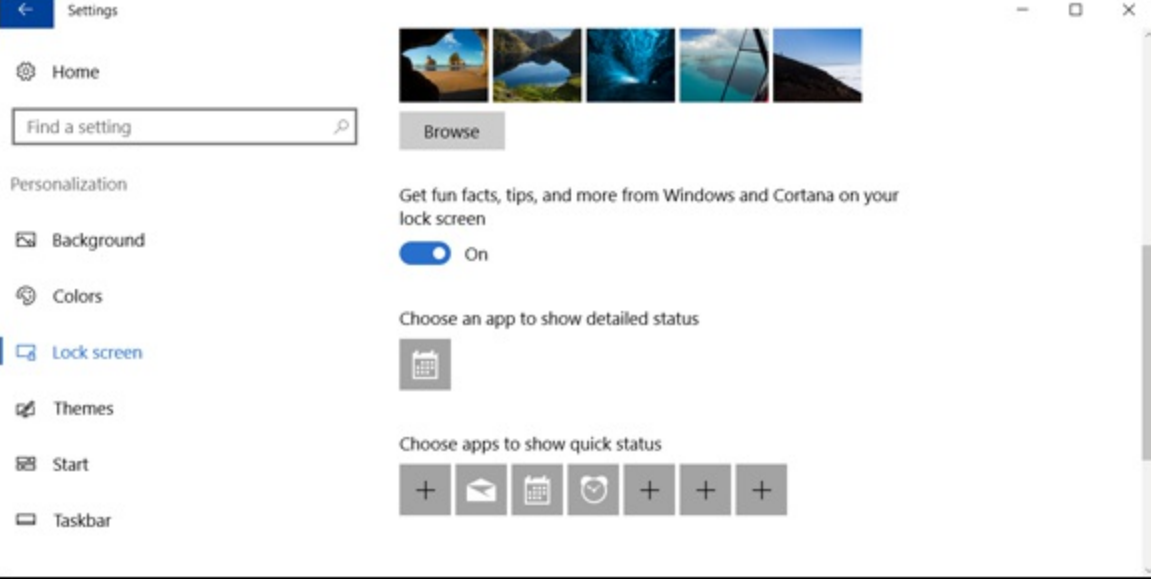 Settings
Home
Find a setting
Personalization
Background
Colors
Lock screen
Themes
Start
Taskbar
Browse
Get fun facts, tips, and more from Windows and Cortana on your
lock screen
On
Choose an app to show detailed status
Choose apps to show quick status